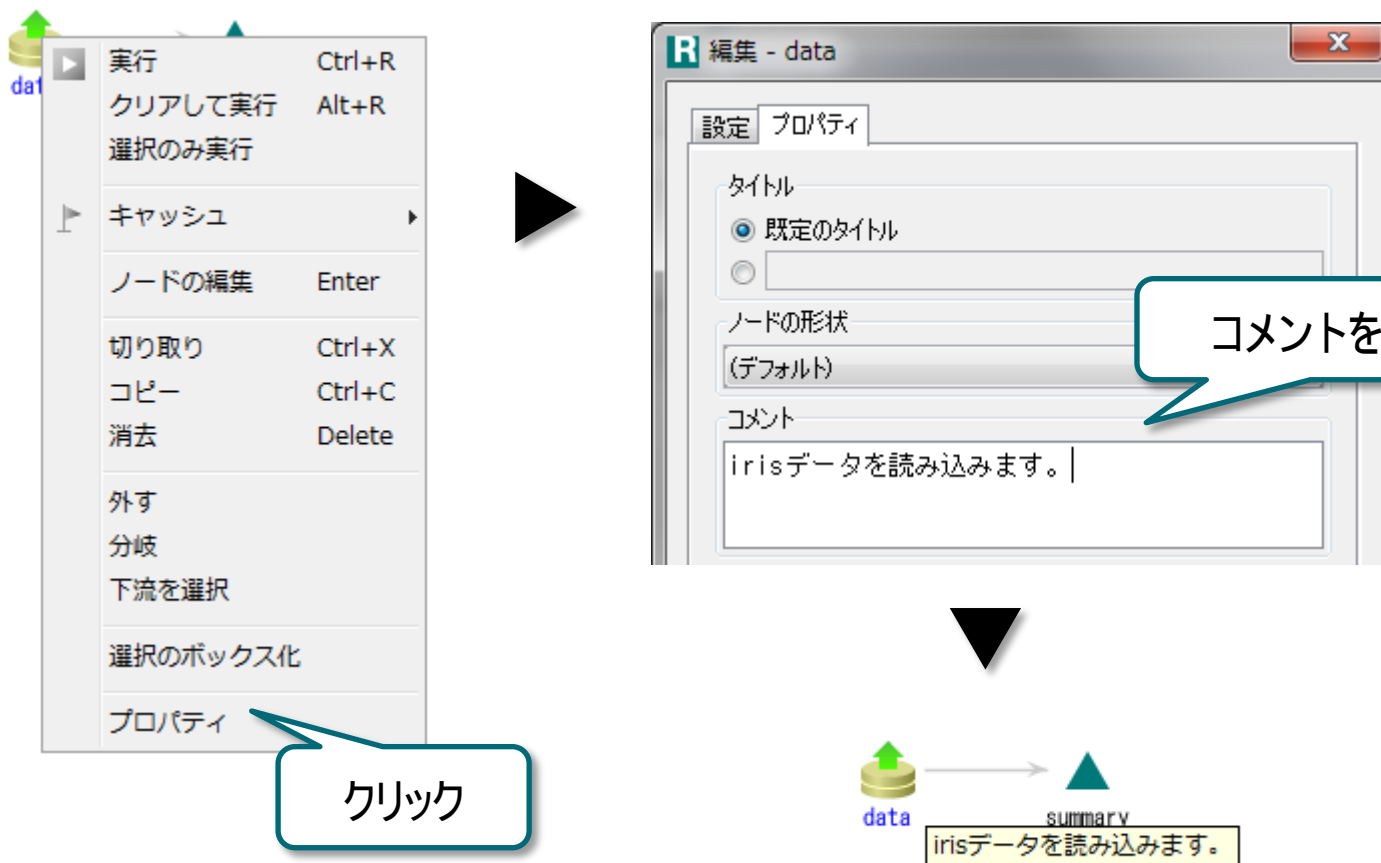 実行 Ctrl+R
クリアして実行 Alt+R
選択のみ実行
キャッシュ
ノードの編集 Enter
切り取り Ctrl+X
コピー Ctrl+C
消去 Delete
外す
分岐
下流を選択
選択のボックス化
プロパティ
クリック
dat
R 編集 - data
設定 プロパティ
タイトル
既定のタイトル
ノードの形状
(デフォルト)
コメントを
コメント
irisデータを読み込みます。
data summary
irisデータを読み込みます。